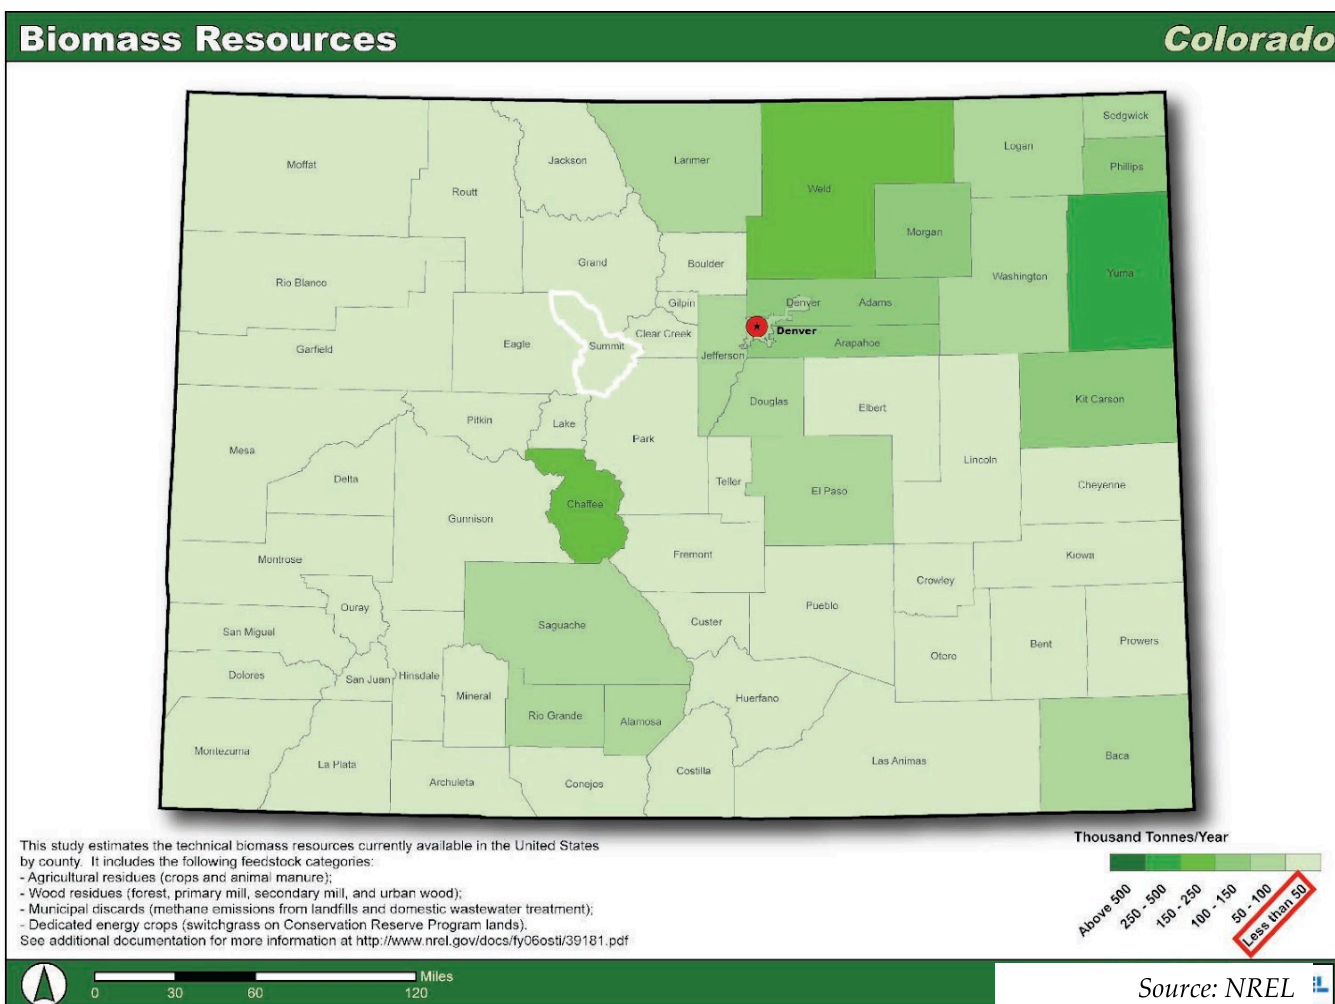 Biomass Resources
Colorado
Moffat
Routt
Jackson
Larimer
Weld
Logan
Sedgwick
Phillips
Morgan
Washington
Yuma
Rio Blanco
Grand
Boulder
Gilpin
Denver
Adams
Denver
Clear Creek
Garfield
Eagle
Summit
Jefferson
Arapahoe
Douglas
Elbert
Kit Carson
Pitkin
Lake
Park
Mesa
Delta
Lincoln
Teller
El Paso
Cheyenne
Chaffee
Gunnison
Montrose
Fremont
Kiowa
Crowley
Ouray
Pueblo
San Miguel
Saguache
Custer
Otero
Bent
Prowers
Dolores
San Juan
Hinsdale
Mineral
Huerfano
Rio Grande
Alamosa
Montezuma
La Plata
Archuleta
Conejos
Costilla
Las Animas
Baca
This study estimates the technical biomass resources currently available in the United States
by county. It includes the following feedstock categories:
- Agricultural residues (crops and animal manure);
- Wood residues (forest, primary mill, secondary mill, and urban wood);
- Municipal discards (methane emissions from landfills and domestic wastewater treatment);
- Dedicated energy crops (switchgrass on Conservation Reserve Program lands).
See additional documentation for more information at http://www.nrel.gov/docs/fy06osti/39181.pdf
Thousand Tonnes/Year
Above 500
250 - 500
150 - 250
100 - 150
50 - 100
Less than 50
Miles
0 30 60 120
Source: NREL